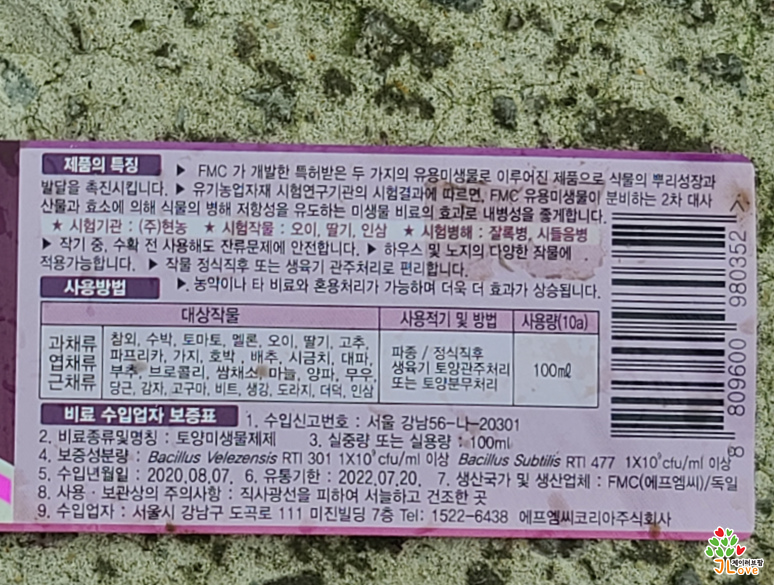 제품의 특징 ▶ FMC 가 개발한 특허받은 두 가지의 유용미생물로 이루어진 제품으로 식물의 뿌리성장과
발달을 촉진시킵니다. ▶ 유기농업자재 시험연구기관의 시험결과에 따르면, FMC 유용미생물이 분비하는 2차 대사
산물과 효소에 의해 식물의 병해 저항성을 유도하는 미생물 비료의 효과로 내병성을 좋게합니다.
★ 시험기관 : (주)현농 ★ 시험작물 : 오이, 딸기, 인삼 ★ 시험병해 : 잘록병, 시들음병
▶ 작기 중, 수확 전 사용해도 잔류문제에 안전합니다. ▶ 하우스 및 노지의 다양한 작물에
적용가능합니다. ▶ 작물 정식직후 또는 생육기 관주처리로 편리합니다.
사용방법 ▶. 농약이나 타 비료와 혼용처리가 가능하며 더욱 더 효과가 상승됩니다.
대상작물 사용적기 및 방법 사용량(10a)
과채류
엽채류
근채류
참외, 수박, 토마토, 멜론, 오이, 딸기, 고추,
파프리카, 가지, 호박, 배추, 시금치, 대파,
부추, 브로콜리, 쌈채소, 마늘, 양파, 무우,
당근, 감자, 고구마, 비트, 생강, 도라지, 더덕, 인삼
파종 / 정식직후
생육기 토양관주처리
또는 토양분무처리
100㎖
비료 수입업자 보증표 1. 수입신고번호 : 서울 강남56-나-20301
2. 비료종류및명칭 : 토양미생물제제 3. 실중량 또는 실용량 : 100ml
4. 보증성분량 : Bacillus Velezensis RTI 301 1X10⁹cfu/ml 이상 Bacillus Subtilis RTI 477 1X10⁹cfu/ml 이상
5. 수입년월일 : 2020.08.07. 6. 유통기한 : 2022.07.20. 7. 생산국가 및 생산업체 : FMC(에프엠씨)/독일
8. 사용 · 보관상의 주의사항 : 직사광선을 피하여 서늘하고 건조한 곳
9. 수입업자 : 서울시 강남구 도곡로 111 미진빌딩 7층 Tel: 1522-6438 에프엠씨코리아주식회사
8 809600 980352
제이러브팜
JLove